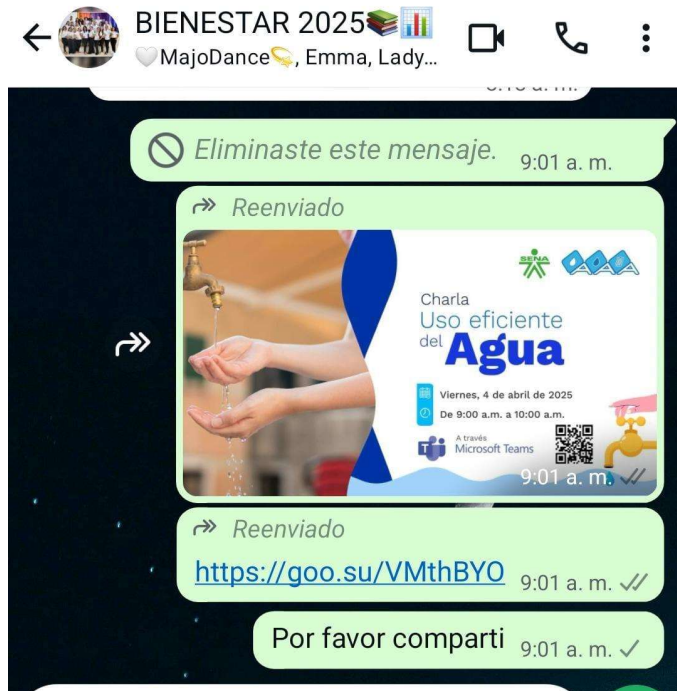 BIENESTAR 2025📚📊
🤍MajoDance💫, Emma, Lady...
Eliminaste este mensaje. 9:01 a. m.
Reenviado
SENA
Charla
Uso eficiente
del Agua
Viernes, 4 de abril de 2025
De 9:00 a.m. a 10:00 a.m.
A través
Microsoft Teams
9:01 a. m.
Reenviado
https://goo.su/VMthBYO 9:01 a. m.
Por favor comparti 9:01 a. m.